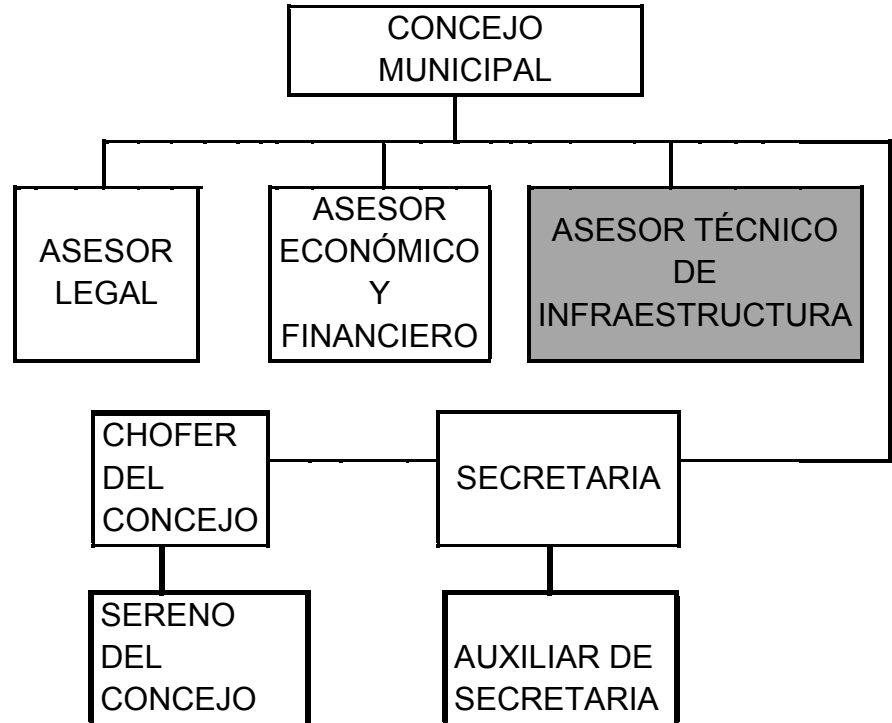 CONCEJO
MUNICIPAL
ASESOR
LEGAL
ASESOR
ECONÓMICO
Y
FINANCIERO
ASESOR TÉCNICO
DE
INFRAESTRUCTURA
CHOFER
DEL
CONCEJO
SECRETARIA
SERENO
DEL
CONCEJO
AUXILIAR DE
SECRETARIA